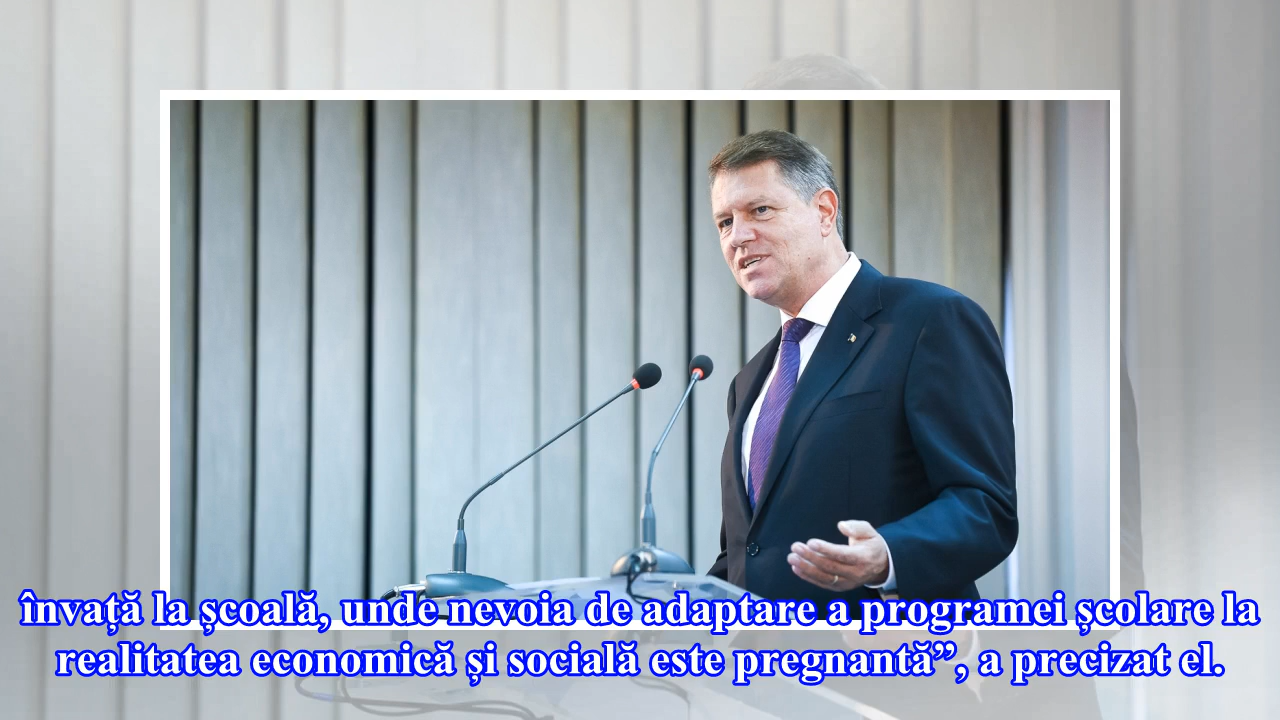 învață la școală, unde nevoia de adaptare a programei școlare la
realitatea economică și socială este pregnantă”, a precizat el.